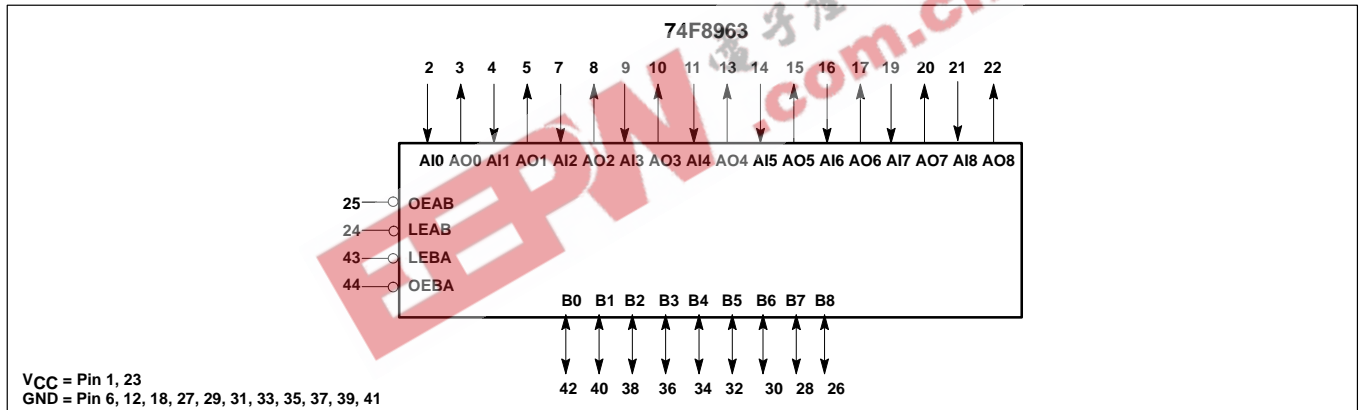 74F8963
2 3 4 5 7 8 9 10 11 13 14 15 16 17 19 20 21 22
AI0 AO0 AI1 AO1 AI2 AO2 AI3 AO3 AI4 AO4 AI5 AO5 AI6 AO6 AI7 AO7 AI8 AO8
25 OEAB
24 LEAB
43 LEBA
44 OEBA
B0 B1 B2 B3 B4 B5 B6 B7 B8
42 40 38 36 34 32 30 28 26
VCC = Pin 1, 23
GND = Pin 6, 12, 18, 27, 29, 31, 33, 35, 37, 39, 41
EEPW
.com.cn